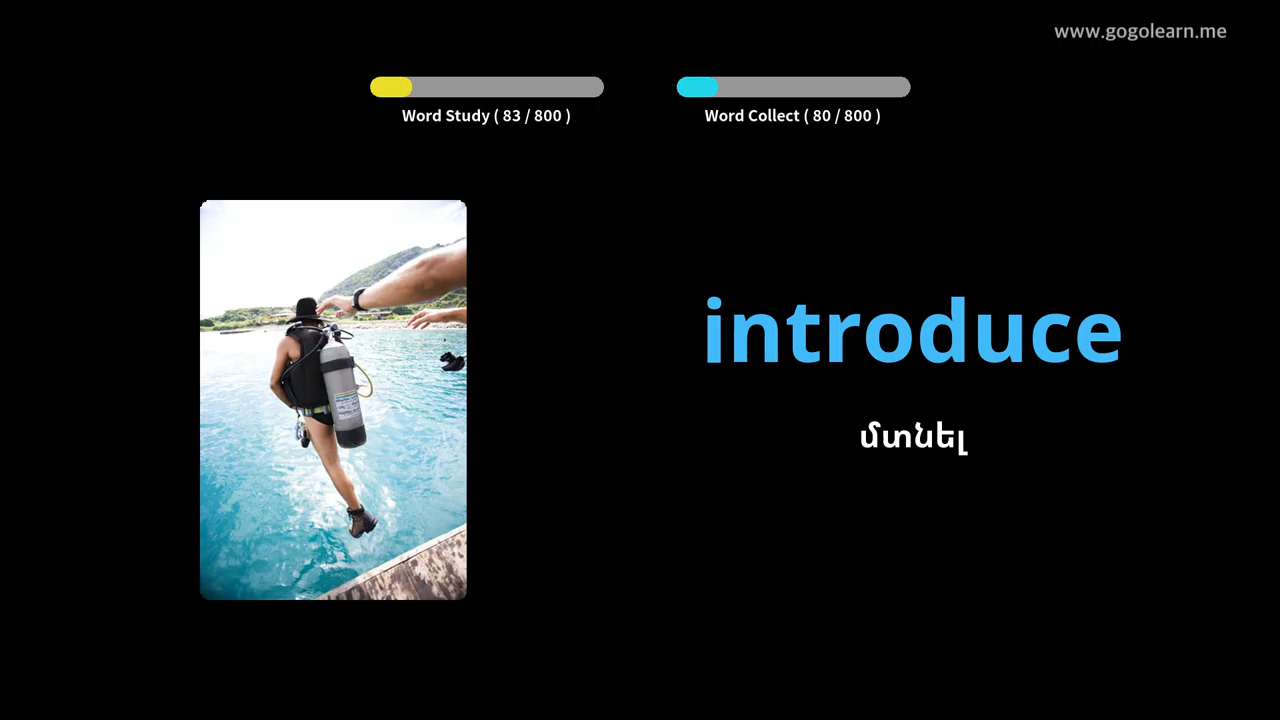 www.gogolearn.me
Word Study ( 83 / 800 )
Word Collect ( 80 / 800 )
introduce
մտնել